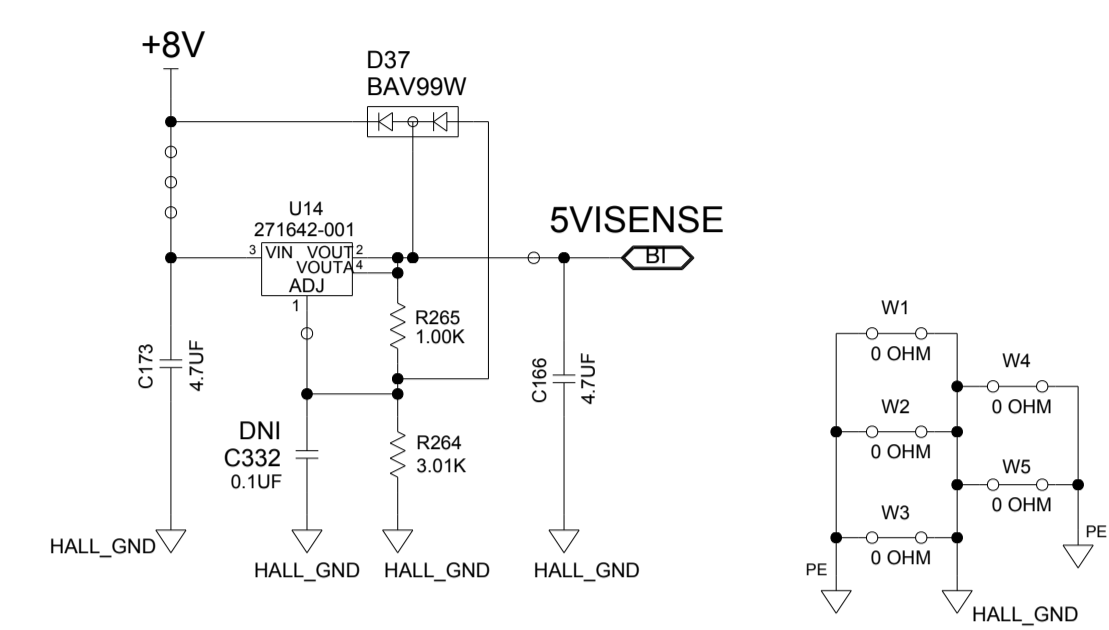 +8V
D37
BAV99W
U14
271642-001
3 VIN VOUT 2
VOUTA 4
ADJ
1
5VISENSE
BI
R265
1.00K
C173
4.7UF
C166
4.7UF
DNI
C332
0.1UF
R264
3.01K
HALL_GND
HALL_GND
HALL_GND
HALL_GND
W1
0 OHM
W4
0 OHM
W2
0 OHM
W5
0 OHM
W3
0 OHM
PE
PE
HALL_GND